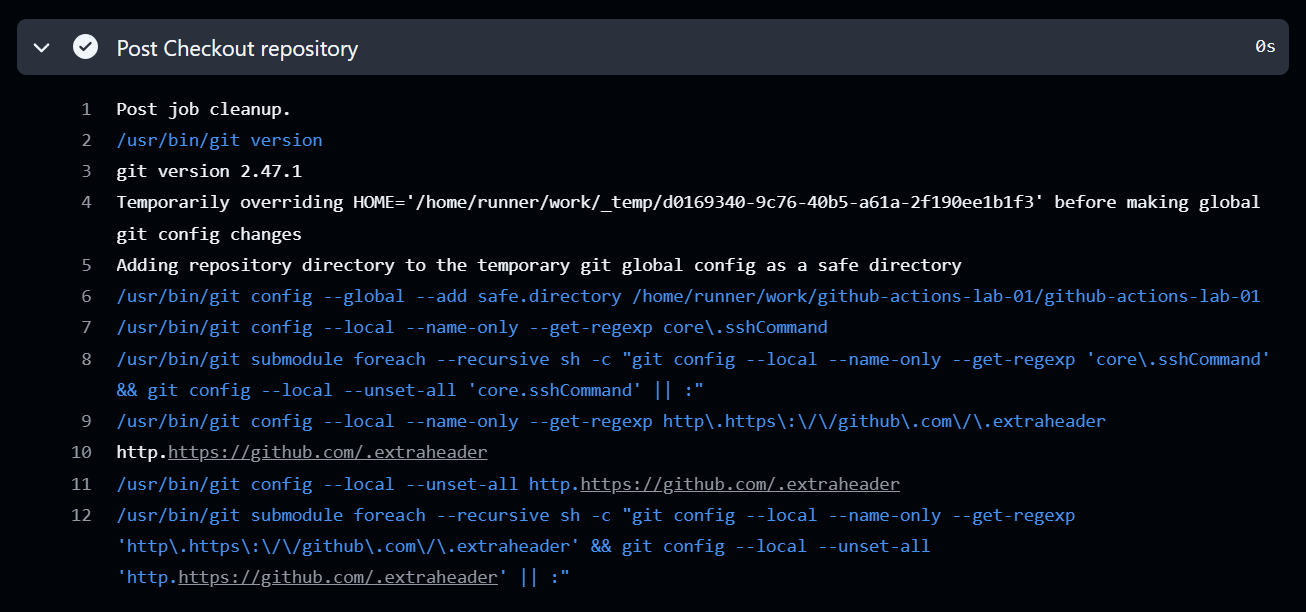 Post Checkout repository 0s
1 Post job cleanup.
2 /usr/bin/git version
3 git version 2.47.1
4 Temporarily overriding HOME='/home/runner/work/_temp/d0169340-9c76-40b5-a61a-2f190ee1b1f3' before making global
git config changes
5 Adding repository directory to the temporary git global config as a safe directory
6 /usr/bin/git config --global --add safe.directory /home/runner/work/github-actions-lab-01/github-actions-lab-01
7 /usr/bin/git config --local --name-only --get-regexp core\.sshCommand
8 /usr/bin/git submodule foreach --recursive sh -c "git config --local --name-only --get-regexp 'core\.sshCommand'
&& git config --local --unset-all 'core.sshCommand' || :"
9 /usr/bin/git config --local --name-only --get-regexp http\.https\:\/\/github\.com\/\.extraheader
10 http.https://github.com/.extraheader
11 /usr/bin/git config --local --unset-all http.https://github.com/.extraheader
12 /usr/bin/git submodule foreach --recursive sh -c "git config --local --name-only --get-regexp
'http\.https\:\/\/github\.com\/\.extraheader' && git config --local --unset-all
'http.https://github.com/.extraheader' || :"